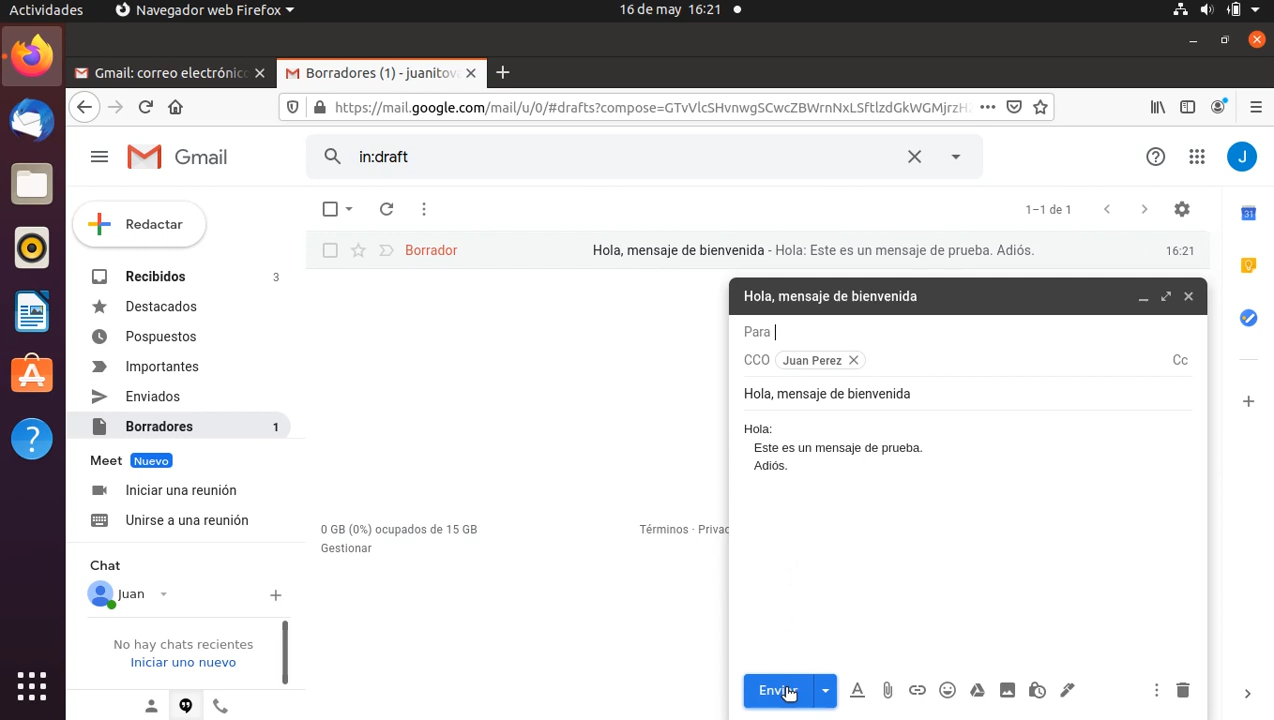 Actividades Navegador web Firefox 16 de may 16:21
Gmail: correo electrónic Borradores (1) - juanitova
https://mail.google.com/mail/u/0/#drafts?compose=GTvVlcSHvnwgSCwcZBWrnNxLSftlzdGkWGMjrzH
Gmail in:draft J
Redactar 1–1 de 1
Borrador Hola, mensaje de bienvenida - Hola: Este es un mensaje de prueba. Adiós. 16:21
Recibidos 3
Destacados
Pospuestos
Importantes
Enviados
Borradores 1
Meet Nuevo
Iniciar una reunión
Unirse a una reunión
Chat
Juan
No hay chats recientes
Iniciar uno nuevo
0 GB (0%) ocupados de 15 GB
Gestionar
Términos · Privac
Hola, mensaje de bienvenida
Para
CCO Juan Perez Cc
Hola, mensaje de bienvenida
Hola:
Este es un mensaje de prueba.
Adiós.
Enviar
31